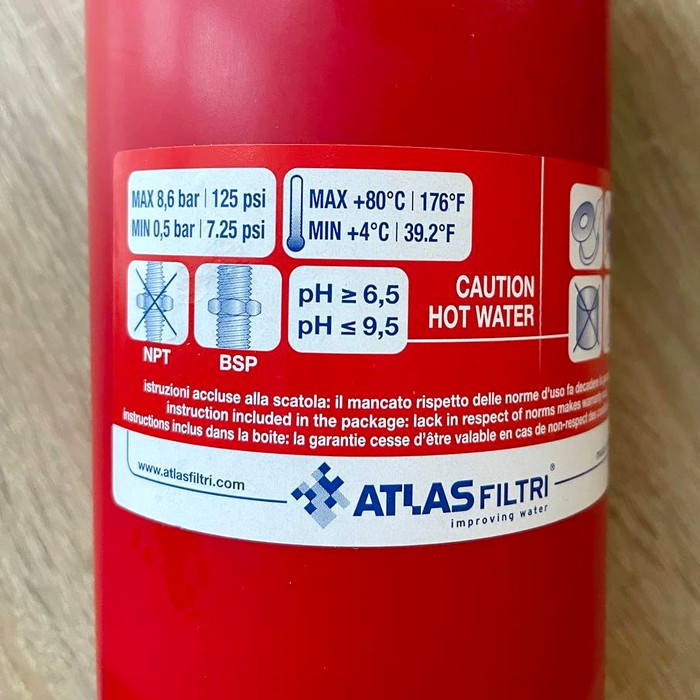 MAX 8,6 bar | 125 psi
MIN 0,5 bar | 7.25 psi
MAX +80°C | 176°F
MIN +4°C | 39.2°F
NPT
BSP
pH ≥ 6,5
pH ≤ 9,5
CAUTION
HOT WATER
istruzioni accluse alla scatola: il mancato rispetto delle norme d'uso fa decadere
instruction included in the package: lack in respect of norms makes warranty
instructions inclus dans la boite: la garantie cesse d'être valable en cas de non-respect des
www.atlasfiltri.com
ATLAS FILTRI®
improving water